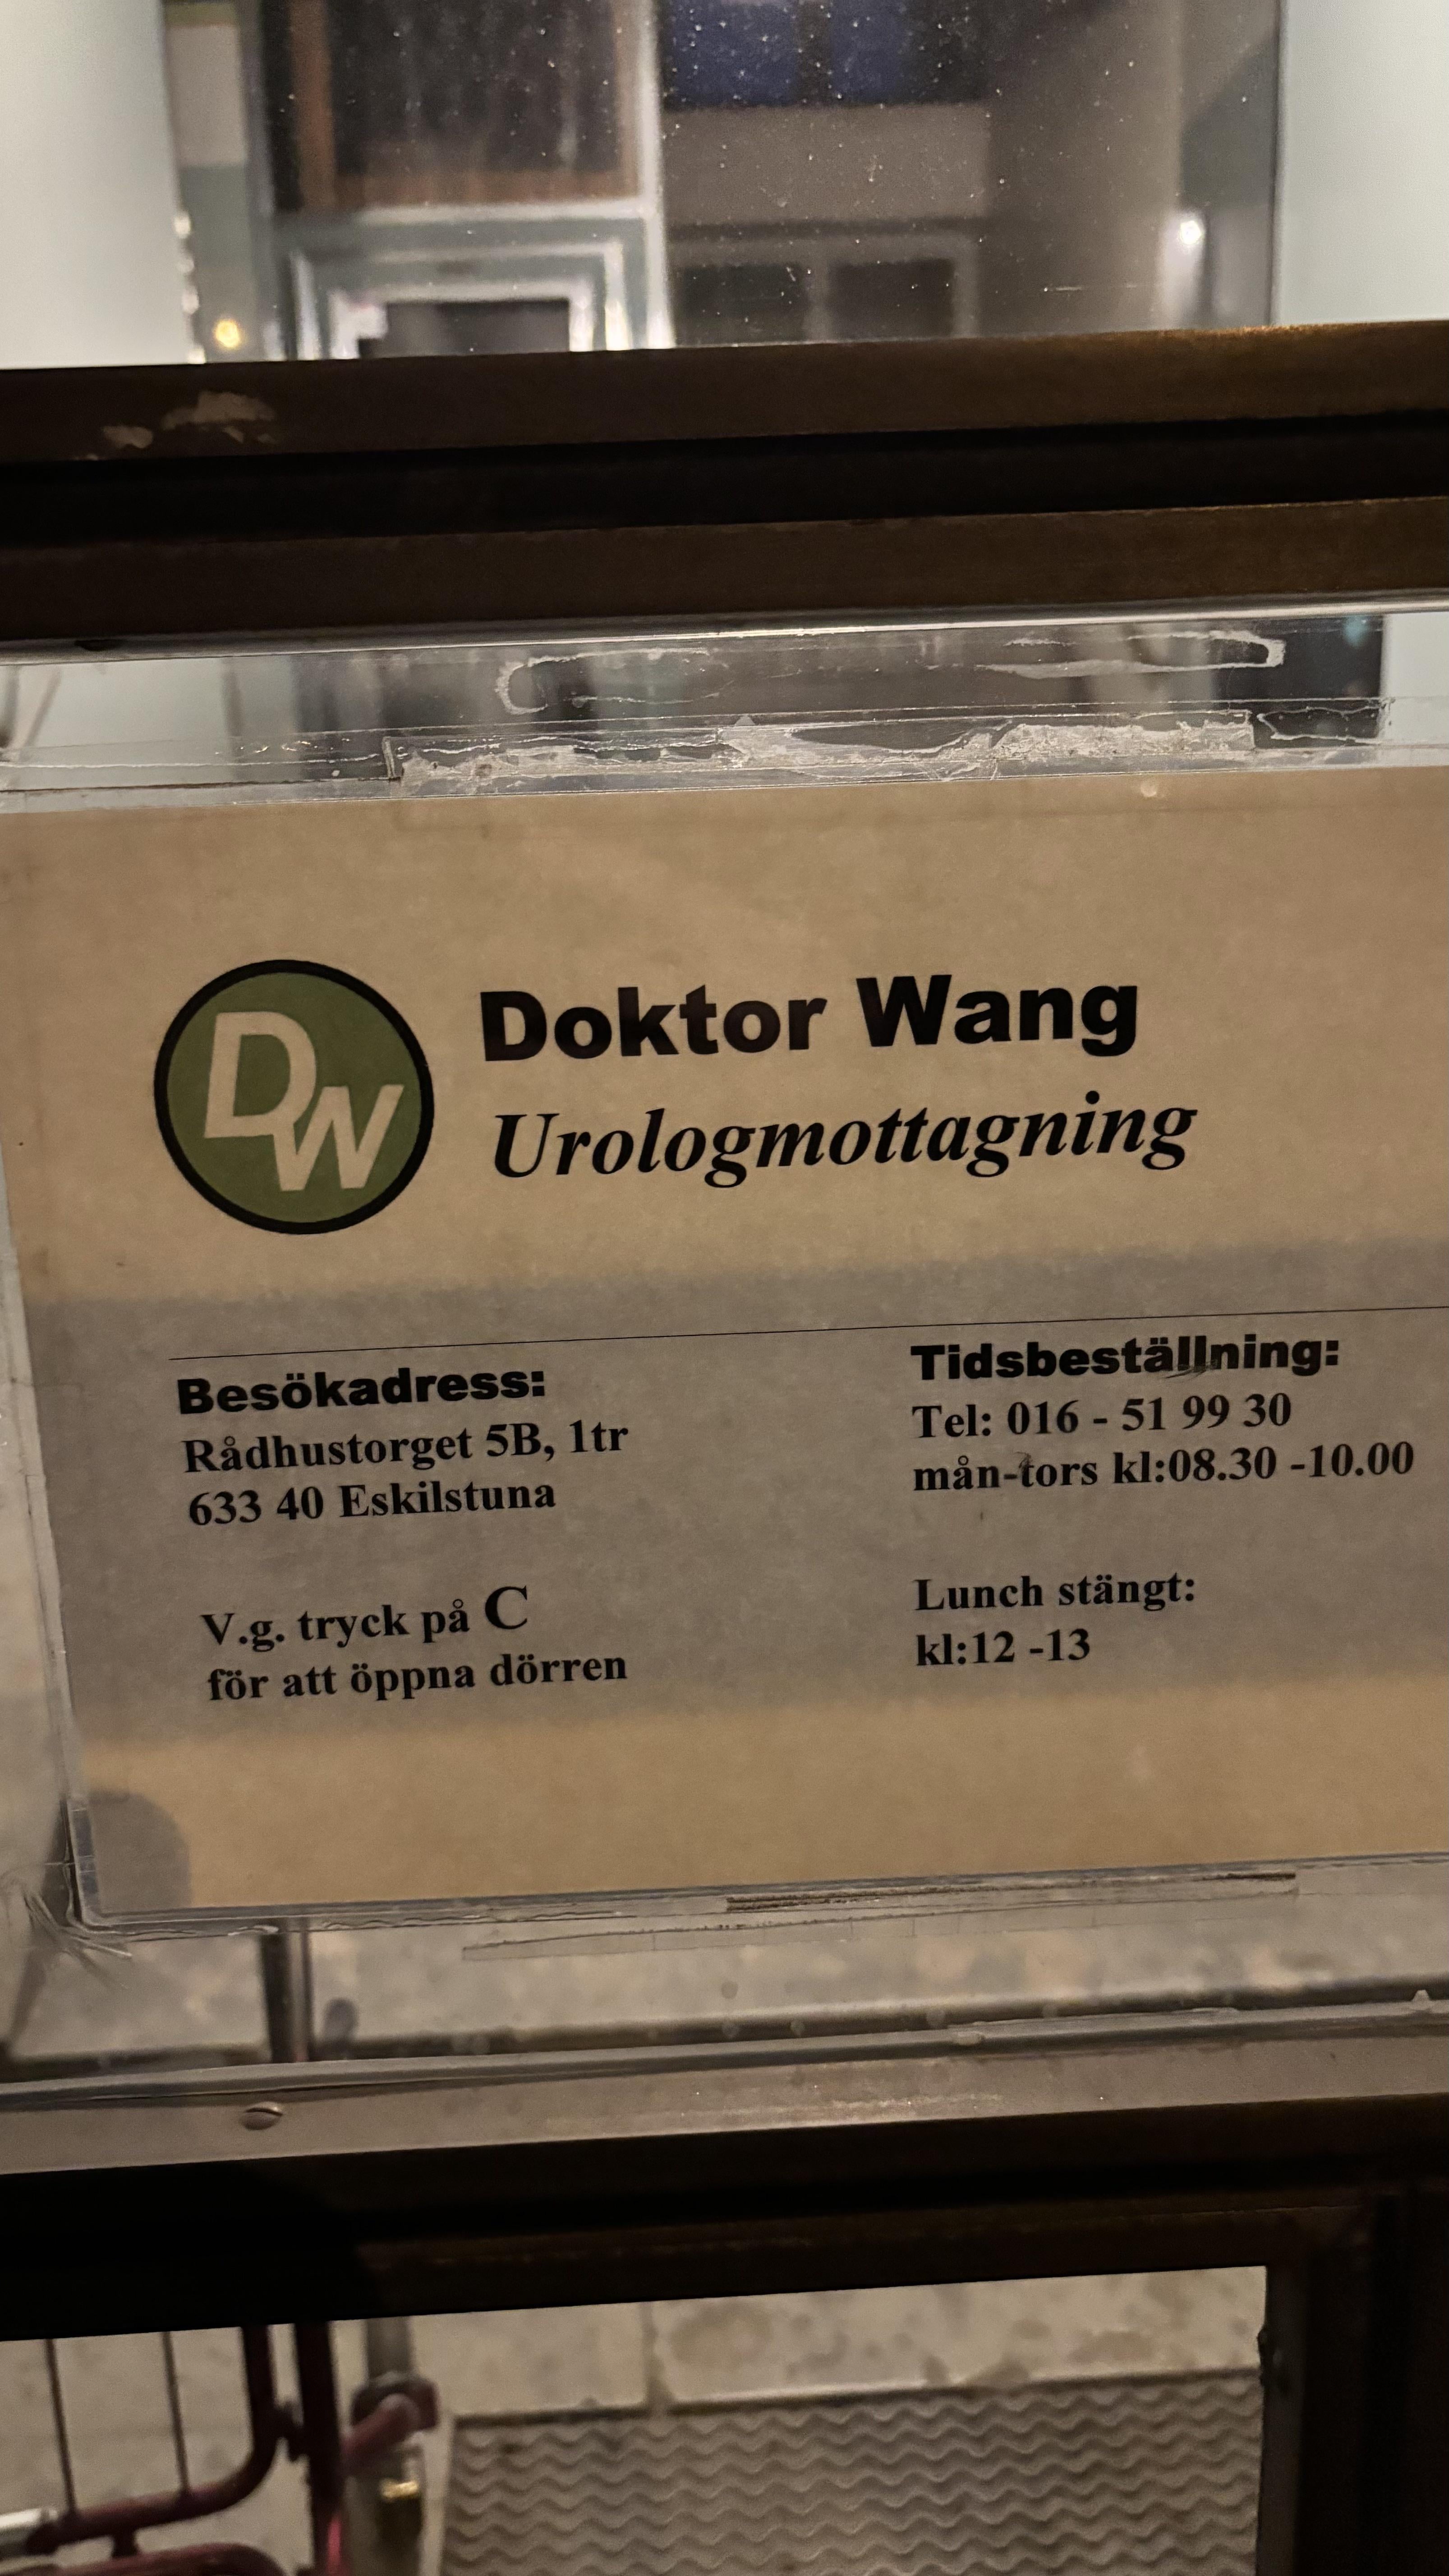 DW
Doktor Wang
Urologmottagning
Besökadress:
Rådhustorget 5B, 1tr
633 40 Eskilstuna
V.g. tryck på C
för att öppna dörren
Tidsbeställning:
Tel: 016 - 51 99 30
mån-tors kl:08.30 -10.00
Lunch stängt:
kl:12 -13